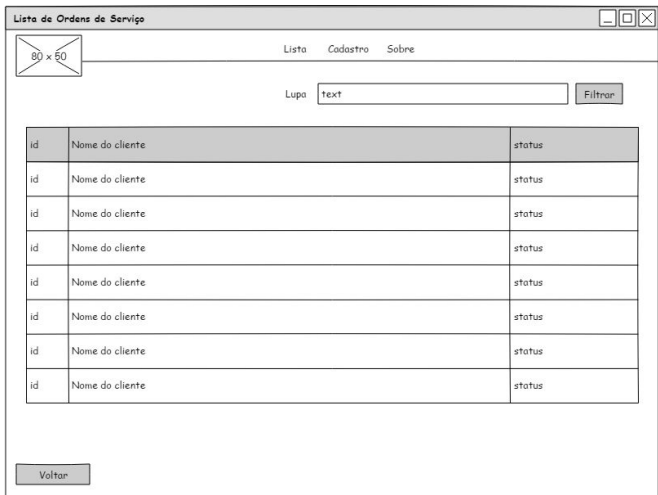 Lista de Ordens de Serviço
80 x 50
Lista Cadastro Sobre
Lupa text Filtrar
id Nome do cliente status
id Nome do cliente status
id Nome do cliente status
id Nome do cliente status
id Nome do cliente status
id Nome do cliente status
id Nome do cliente status
id Nome do cliente status
Voltar